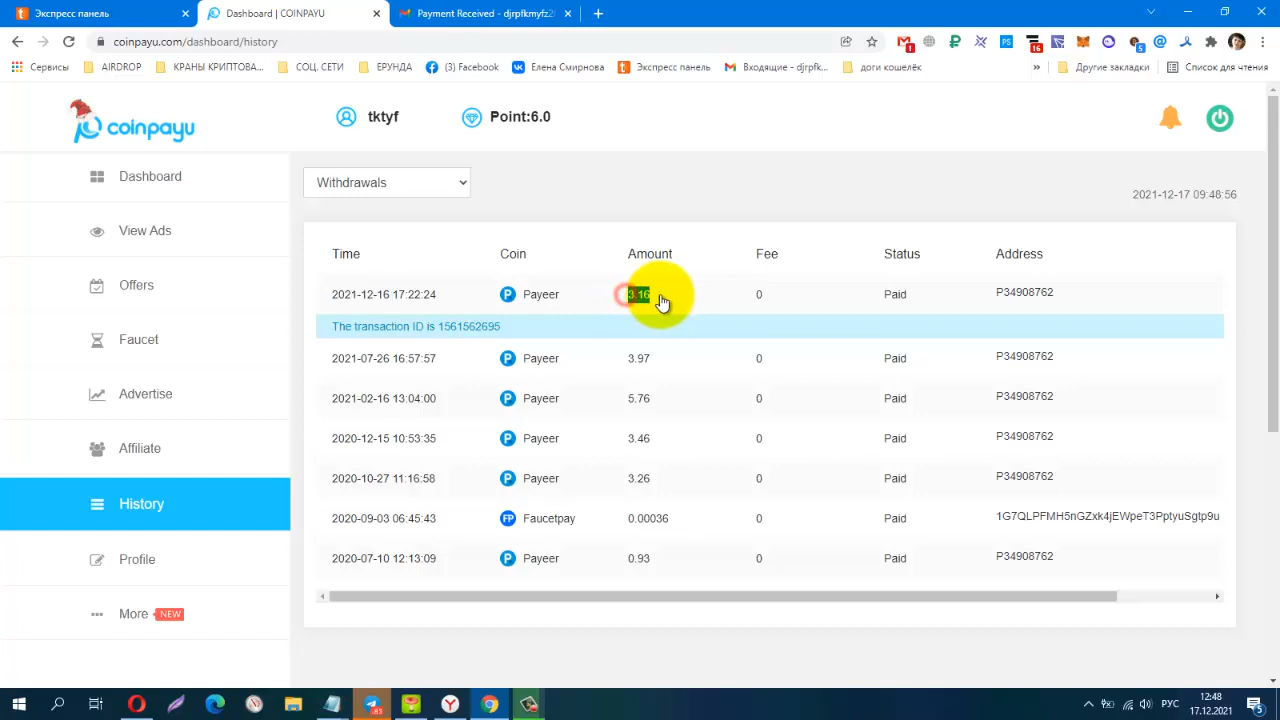 Экспресс панель
Dashboard | COINPAYU
Payment Received - djrpfkmyfz2
coinpayu.com/dashboard/history
1
16
5
Сервисы
AIRDROP
КРАНЫ КРИПТОВА...
СОЦ. СЕТИ
ЕРУНДА
(3) Facebook
Елена Смирнова
Экспресс панель
Входящие - djrpfk...
доги кошелёк
»
Другие закладки
Список для чтения
coinpayu
tktyf
Point:6.0
Dashboard
View Ads
Offers
Faucet
Advertise
Affiliate
History
Profile
More NEW
Withdrawals
2021-12-17 09:48:56
Time Coin Amount Fee Status Address
2021-12-16 17:22:24 Payeer 3.16 0 Paid P34908762
The transaction ID is 1561562695
2021-07-26 16:57:57 Payeer 3.97 0 Paid P34908762
2021-02-16 13:04:00 Payeer 5.76 0 Paid P34908762
2020-12-15 10:53:35 Payeer 3.46 0 Paid P34908762
2020-10-27 11:16:58 Payeer 3.26 0 Paid P34908762
2020-09-03 06:45:43 Faucetpay 0.00036 0 Paid 1G7QLPFMH5nGZxk4jEWpeT3PptyuSgtp9u
2020-07-10 12:13:09 Payeer 0.93 0 Paid P34908762
РУС
12:48
17.12.2021
5